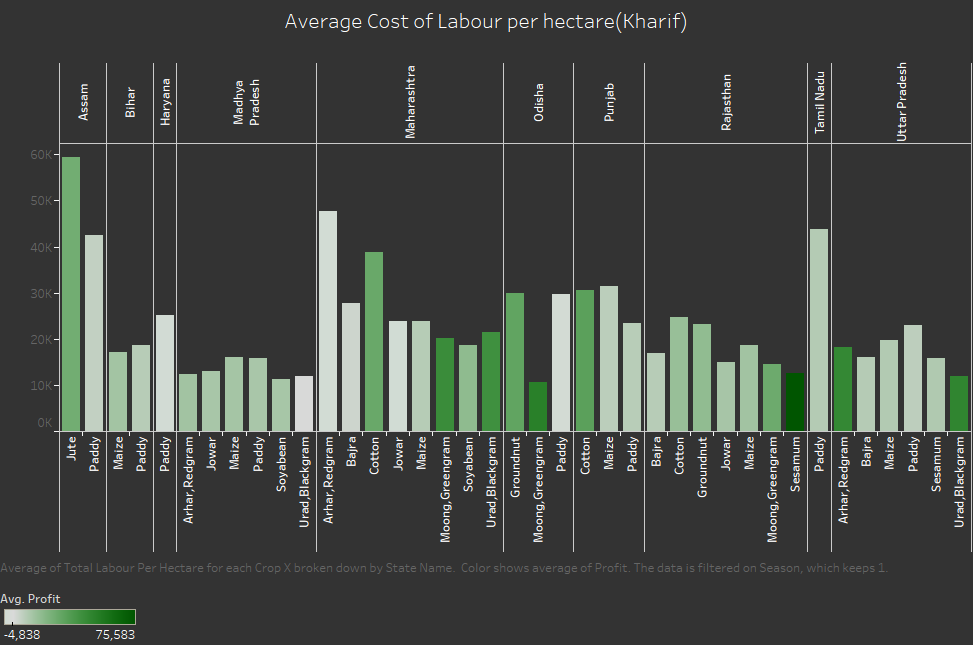 Average Cost of Labour per hectare(Kharif)
Assam
Bihar
Haryana
Madhya
Pradesh
Maharashtra
Odisha
Punjab
Rajasthan
Tamil Nadu
Uttar Pradesh
60K
50K
40K
30K
20K
10K
0K
Jute
Paddy
Maize
Paddy
Paddy
Arhar,Redgram
Jowar
Maize
Paddy
Soyabean
Urad,Blackgram
Arhar,Redgram
Bajra
Cotton
Jowar
Maize
Moong,Greengram
Soyabean
Urad,Blackgram
Groundnut
Moong,Greengram
Paddy
Cotton
Maize
Paddy
Bajra
Cotton
Groundnut
Jowar
Maize
Moong,Greengram
Sesamum
Paddy
Arhar,Redgram
Bajra
Maize
Paddy
Sesamum
Urad,Blackgram
Average of Total Labour Per Hectare for each Crop X broken down by State Name. Color shows average of Profit. The data is filtered on Season, which keeps 1.
Avg. Profit
-4,838 75,583